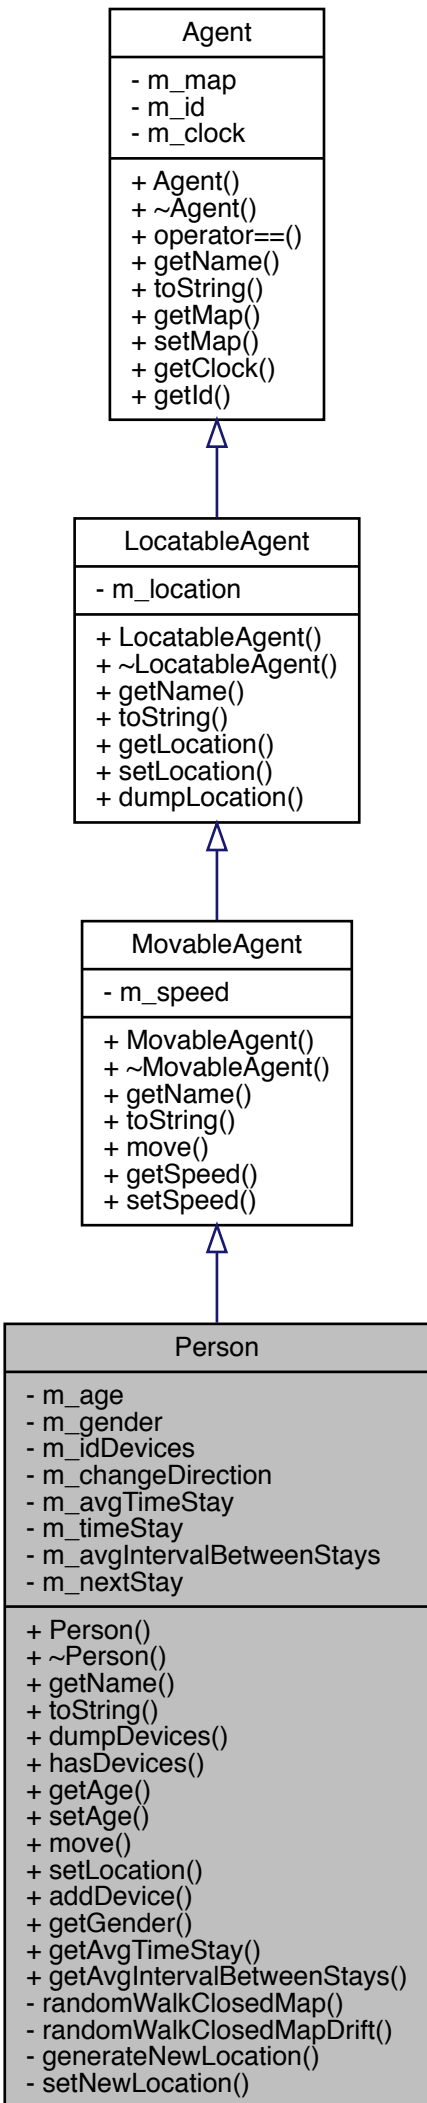 Agent
- m_map
- m_id
- m_clock
+ Agent()
+ ~Agent()
+ operator==()
+ getName()
+ toString()
+ getMap()
+ setMap()
+ getClock()
+ getId()
LocatableAgent
- m_location
+ LocatableAgent()
+ ~LocatableAgent()
+ getName()
+ toString()
+ getLocation()
+ setLocation()
+ dumpLocation()
MovableAgent
- m_speed
+ MovableAgent()
+ ~MovableAgent()
+ getName()
+ toString()
+ move()
+ getSpeed()
+ setSpeed()
Person
- m_age
- m_gender
- m_idDevices
- m_changeDirection
- m_avgTimeStay
- m_timeStay
- m_avgIntervalBetweenStays
- m_nextStay
+ Person()
+ ~Person()
+ getName()
+ toString()
+ dumpDevices()
+ hasDevices()
+ getAge()
+ setAge()
+ move()
+ setLocation()
+ addDevice()
+ getGender()
+ getAvgTimeStay()
+ getAvgIntervalBetweenStays()
- randomWalkClosedMap()
- randomWalkClosedMapDrift()
- generateNewLocation()
- setNewLocation()